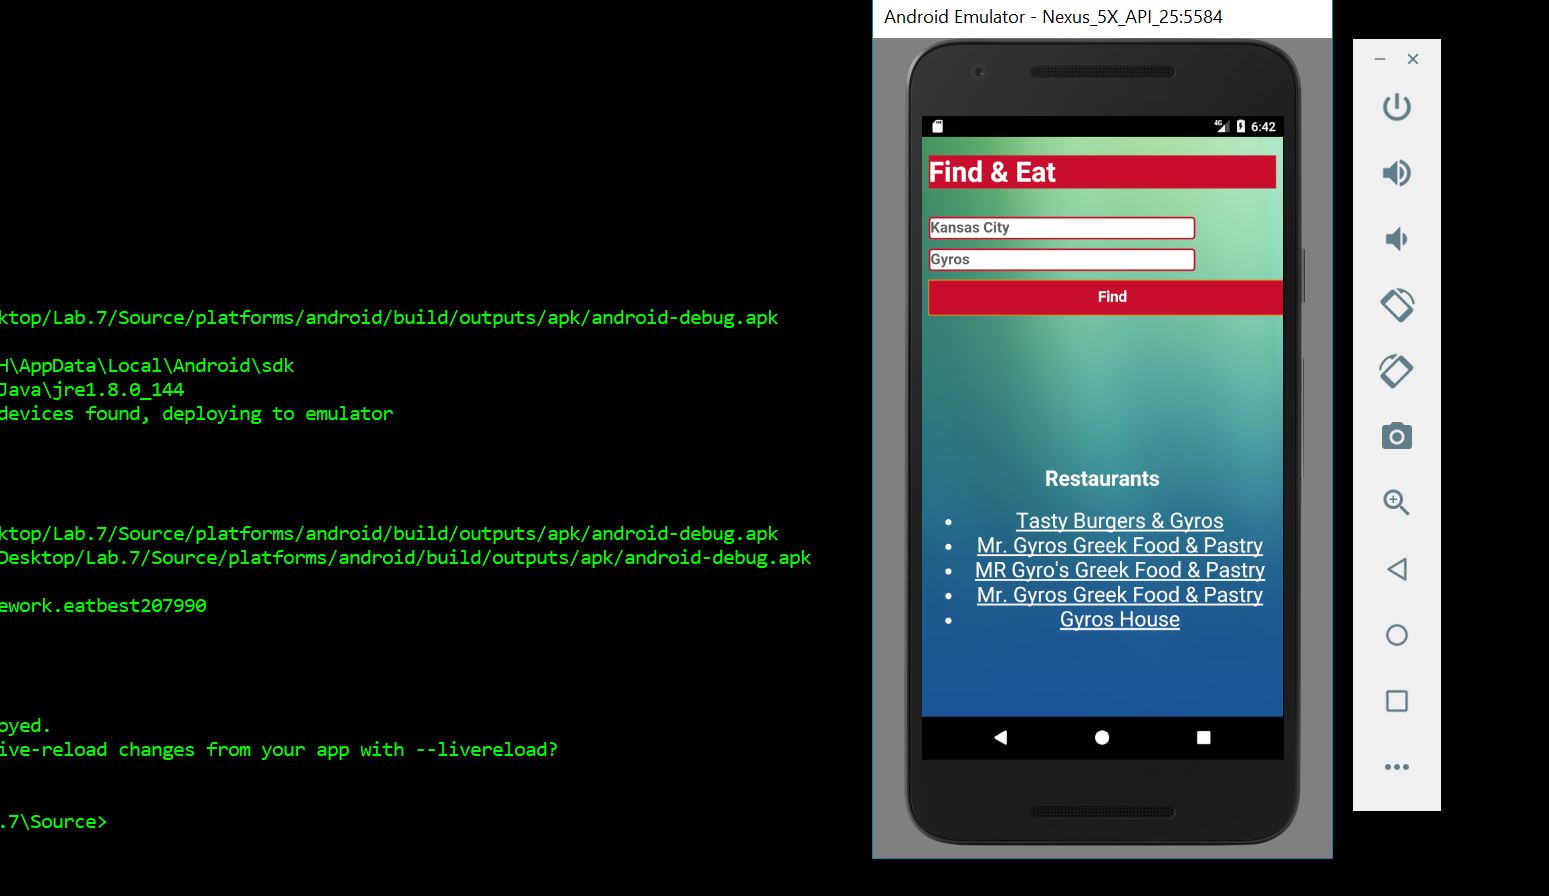 Android Emulator - Nexus_5X_API_25:5584
4G 6:42
Find & Eat
Kansas City
Gyros
Find
Restaurants
• Tasty Burgers & Gyros
• Mr. Gyros Greek Food & Pastry
• MR Gyro's Greek Food & Pastry
• Mr. Gyros Greek Food & Pastry
• Gyros House
ktop/Lab.7/Source/platforms/android/build/outputs/apk/android-debug.apk
H\AppData\Local\Android\sdk
Java\jre1.8.0_144
devices found, deploying to emulator
ktop/Lab.7/Source/platforms/android/build/outputs/apk/android-debug.apk
Desktop/Lab.7/Source/platforms/android/build/outputs/apk/android-debug.apk
ework.eatbest207990
oyed.
ive-reload changes from your app with --livereload?
.7\Source>